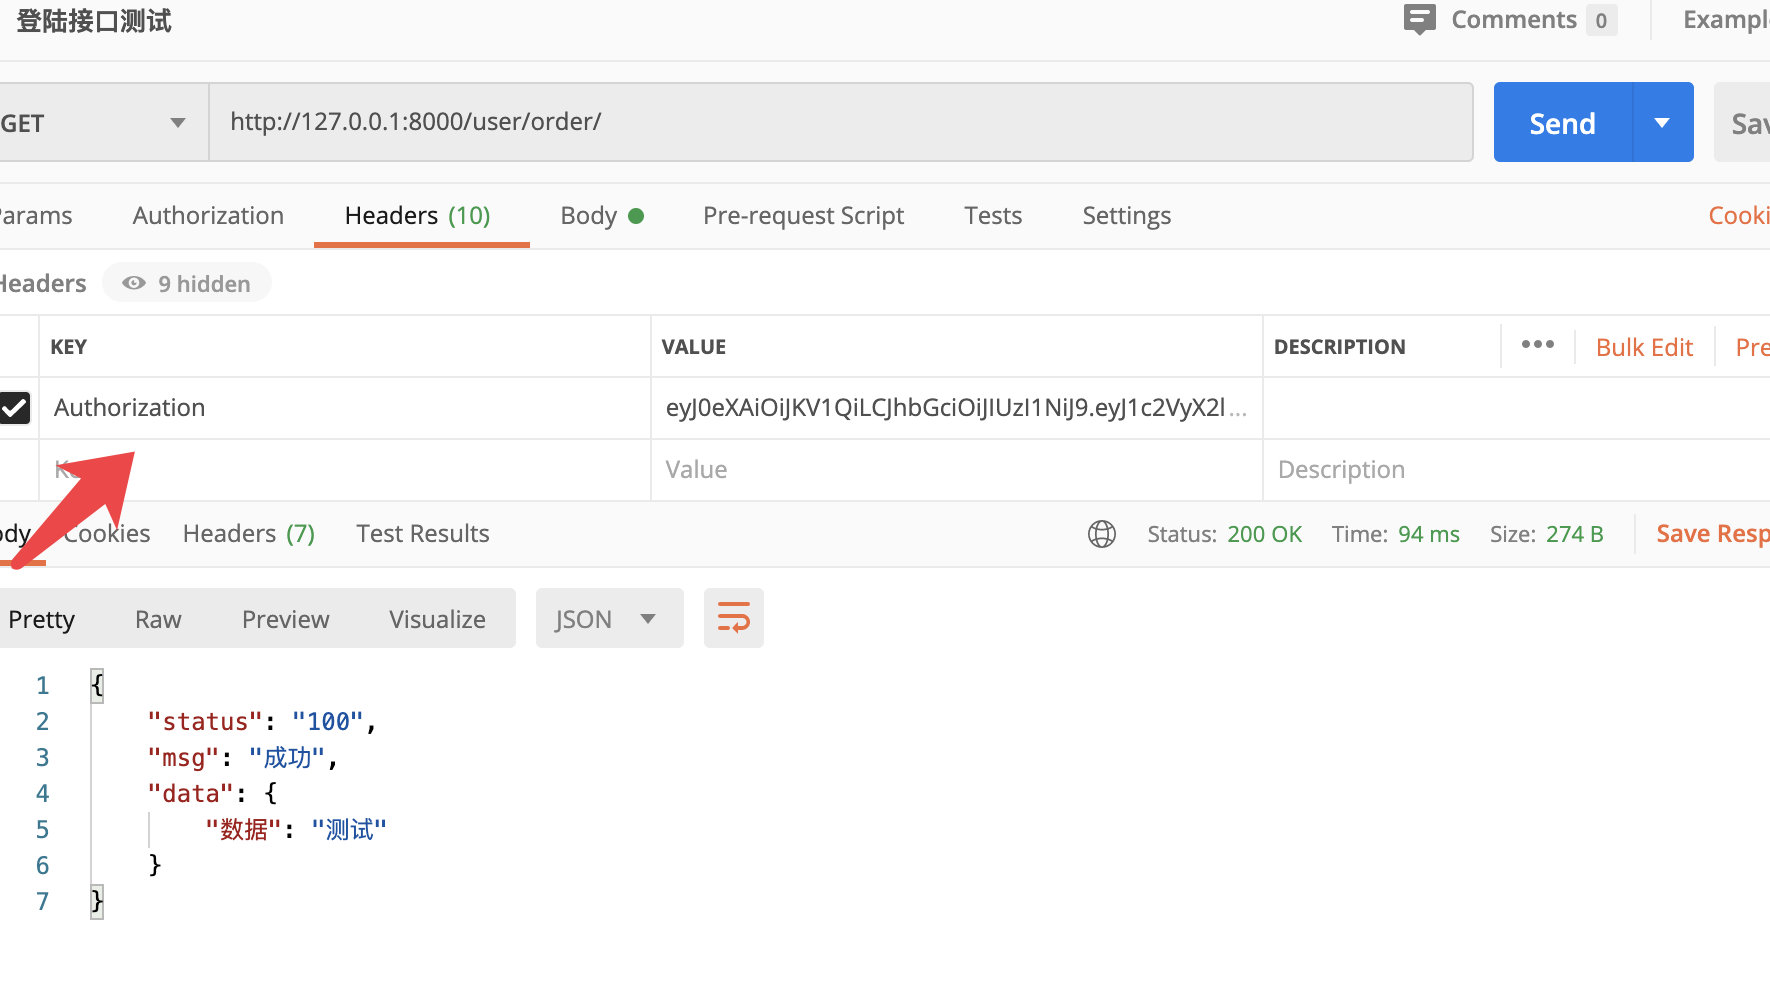 登陆接口测试 Comments 0 Exampl
GET http://127.0.0.1:8000/user/order/ Send Sav
Params Authorization Headers (10) Body Pre-request Script Tests Settings Cooki
Headers 9 hidden
KEY VALUE DESCRIPTION ••• Bulk Edit Pre
Authorization eyJ0eXAiOiJKV1QiLCJhbGciOiJIUzI1NiJ9.eyJ1c2VyX2l...
Value Description
ody Cookies Headers (7) Test Results Status: 200 OK Time: 94 ms Size: 274 B Save Resp
Pretty Raw Preview Visualize JSON
1 {
2 "status": "100",
3 "msg": "成功",
4 "data": {
5 "数据": "测试"
6 }
7 }